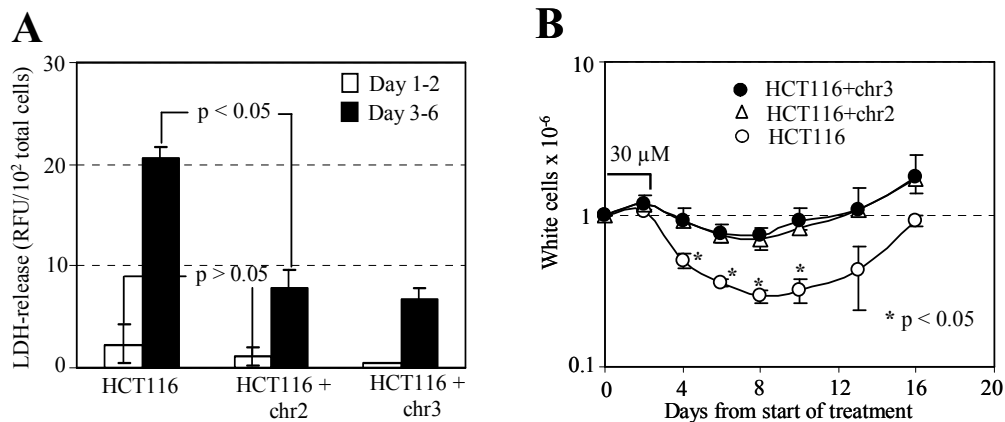 A
LDH-release (RFU/10² total cells)
30
20
10
0
Day 1-2
Day 3-6
p < 0.05
p > 0.05
HCT116
HCT116 +
chr2
HCT116 +
chr3
B
White cells x 10⁻⁶
10
1
0.1
HCT116+chr3
HCT116+chr2
HCT116
30 µM
*
*
*
*
* p < 0.05
0
4
8
12
16
20
Days from start of treatment